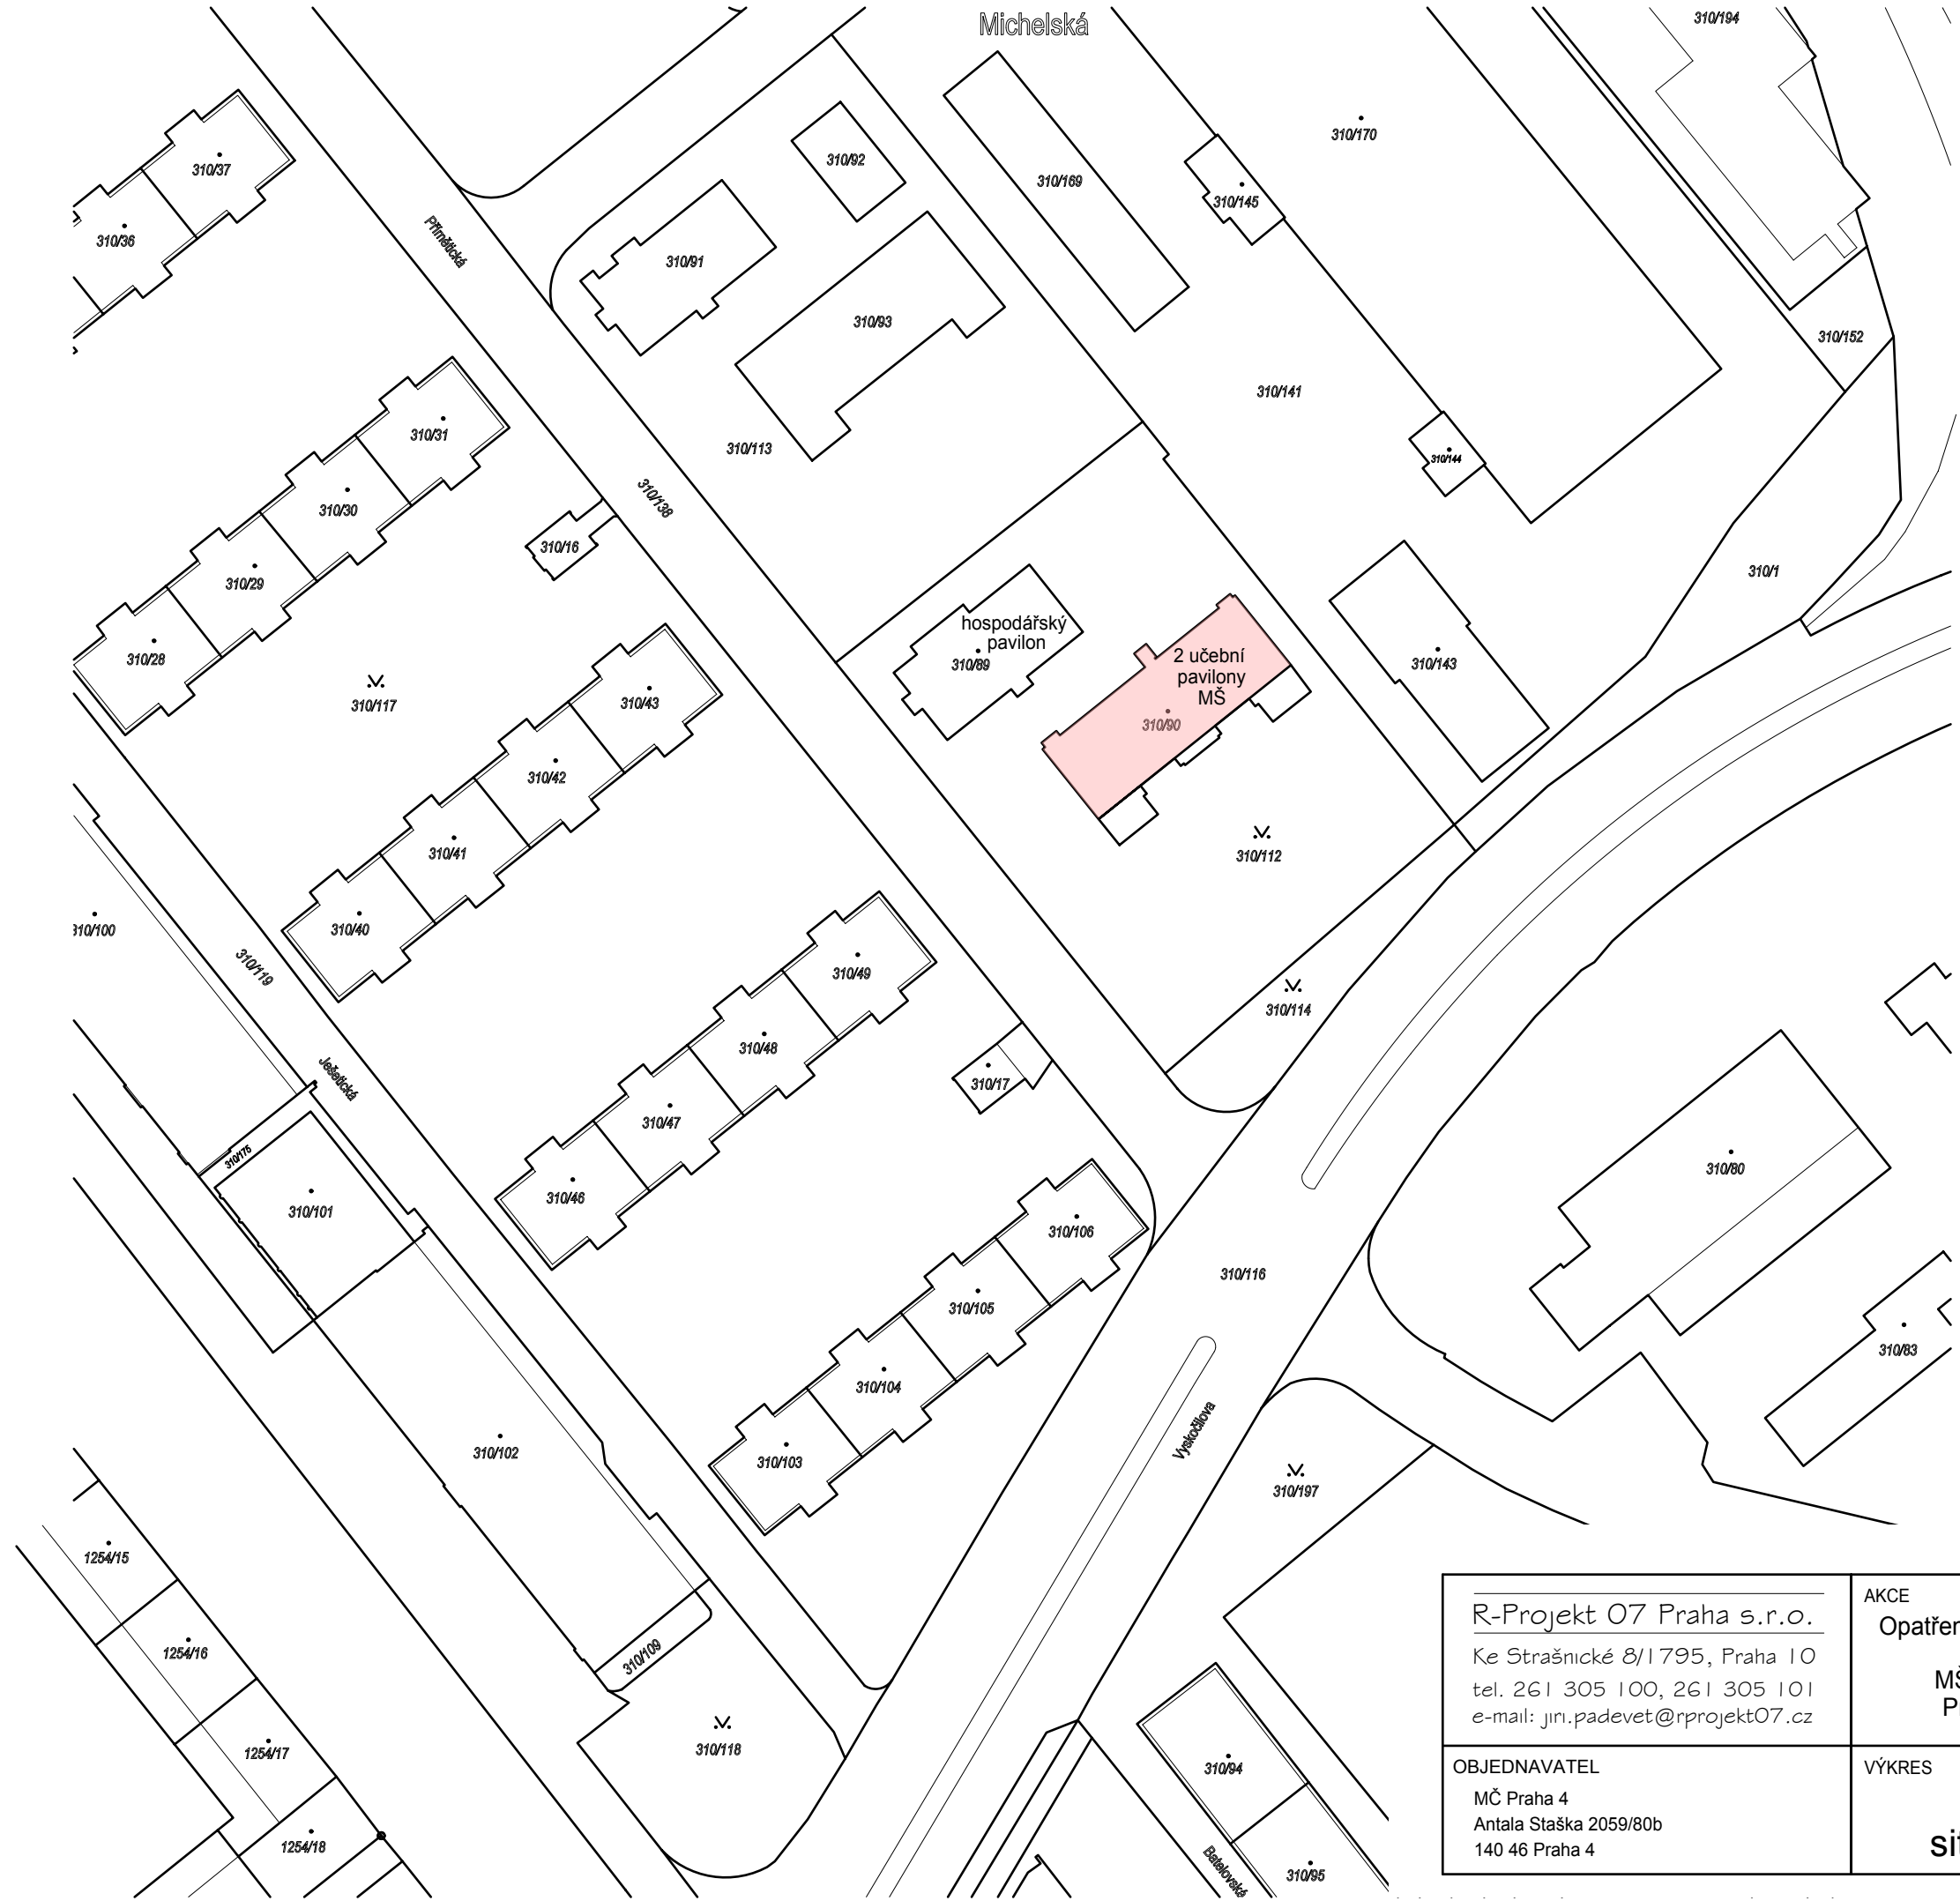 Michelská
310/194
310/170
310/92
310/37
310/169
310/145
310/36
Přímětická
310/91
310/93
310/152
310/141
310/31
310/113
310/144
310/138
310/30
310/16
310/1
310/29
hospodářský
pavilon
310/89
2 učební
pavilony
MŠ
310/90
310/143
310/28
310/117
310/43
310/42
310/41
310/112
310/40
310/100
310/119
310/49
310/114
310/48
Ješetická
310/17
310/47
310/175
310/80
310/46
310/101
310/106
310/116
310/105
310/83
310/104
Vyskočilova
310/102
310/103
310/197
1254/15
1254/16
310/109
1254/17
310/118
310/94
1254/18
Batelovská
310/95
R-Projekt 07 Praha s.r.o.
Ke Strašnické 8/1795, Praha 10
tel. 261 305 100, 261 305 101
e-mail: jiri.padevet@rprojekt07.cz
AKCE
OBJEDNAVATEL
MČ Praha 4
Antala Staška 2059/80b
140 46 Praha 4
VÝKRES